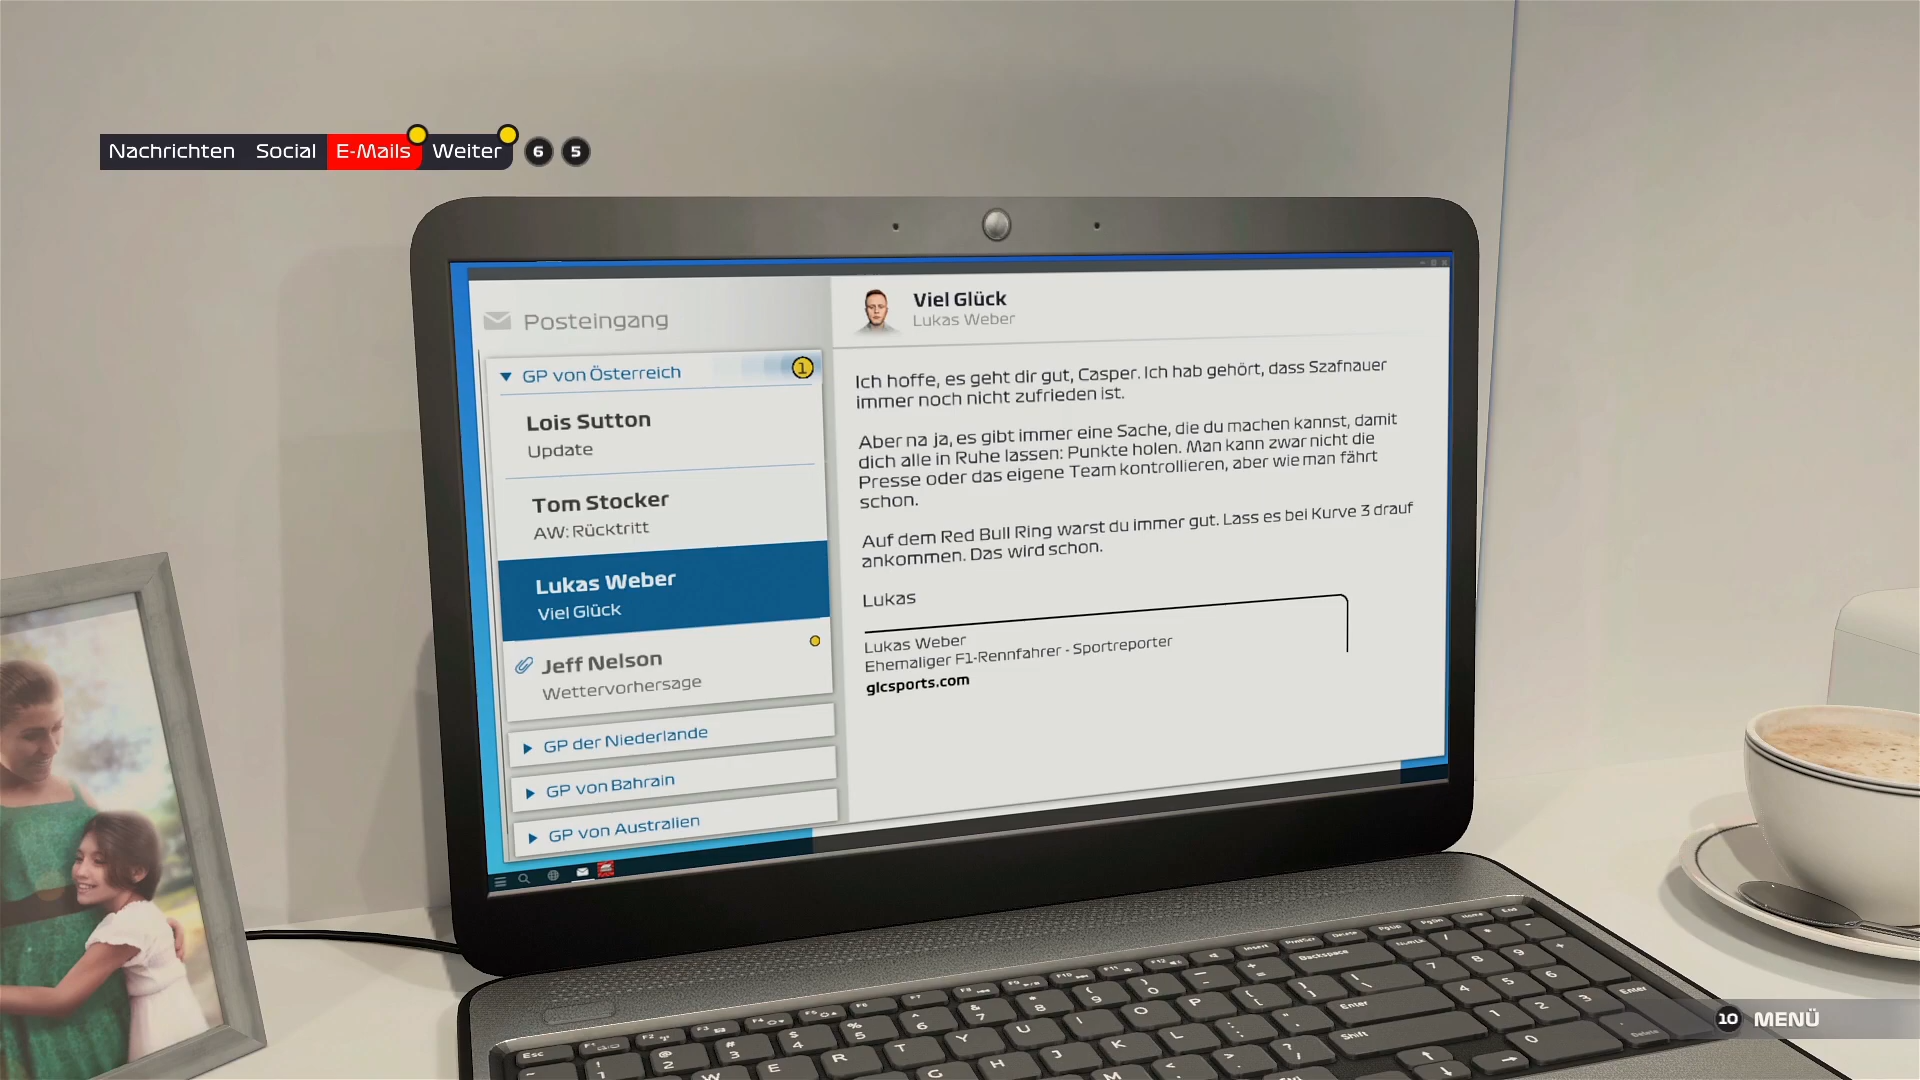 Nachrichten Social E-Mails Weiter 6 5
Posteingang
GP von Österreich 1
Lois Sutton
Update
Tom Stocker
AW: Rücktritt
Lukas Weber
Viel Glück
Jeff Nelson
Wettervorhersage
GP der Niederlande
GP von Bahrain
GP von Australien
Viel Glück
Lukas Weber
Ich hoffe, es geht dir gut, Casper. Ich hab gehört, dass Szafnauer
immer noch nicht zufrieden ist.
Aber na ja, es gibt immer eine Sache, die du machen kannst, damit
dich alle in Ruhe lassen: Punkte holen. Man kann zwar nicht die
Presse oder das eigene Team kontrollieren, aber wie man fährt
schon.
Auf dem Red Bull Ring warst du immer gut. Lass es bei Kurve 3 drauf
ankommen. Das wird schon.
Lukas
Lukas Weber
Ehemaliger F1-Rennfahrer - Sportreporter
glcsports.com
10 MENÜ